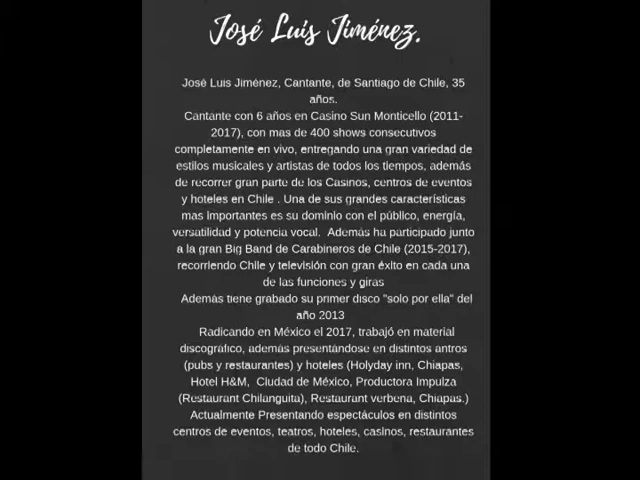 José Luis Jiménez.
José Luis Jiménez, Cantante, de Santiago de Chile, 35
años.
Cantante con 6 años en Casino Sun Monticello (2011-
2017), con mas de 400 shows consecutivos
completamente en vivo, entregando una gran variedad de
estilos musicales y artistas de todos los tiempos, además
de recorrer gran parte de los Casinos, centros de eventos
y hoteles en Chile . Una de sus grandes características
mas importantes es su dominio con el público, energía,
versatilidad y potencia vocal. Además ha participado junto
a la gran Big Band de Carabineros de Chile (2015-2017),
recorriendo Chile y televisión con gran éxito en cada una
de las funciones y giras
Además tiene grabado su primer disco "solo por ella" del
año 2013
Radicando en México el 2017, trabajó en material
discográfico, además presentándose en distintos antros
(pubs y restaurantes) y hoteles (Holyday inn, Chiapas,
Hotel H&M, Ciudad de México, Productora Impulza
(Restaurant Chilanguita), Restaurant verbena, Chiapas.)
Actualmente Presentando espectáculos en distintos
centros de eventos, teatros, hoteles, casinos, restaurantes
de todo Chile.